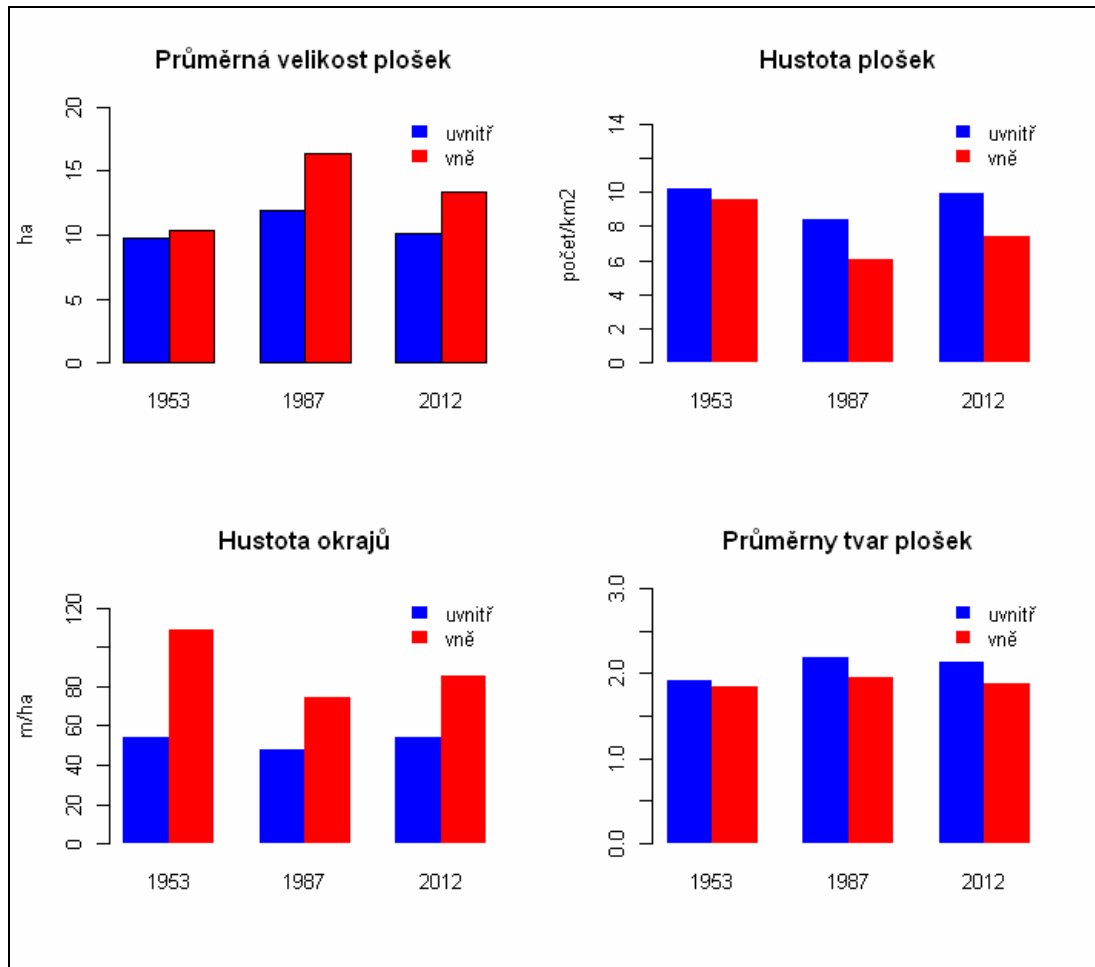 Průměrná velikost plošek
20
15
10
5
0
ha
uvnitř
vně
1953 1987 2012
Hustota plošek
14
10
8
6
4
2
0
počet/km2
uvnitř
vně
1953 1987 2012
Hustota okrajů
120
80
60
40
20
0
m/ha
uvnitř
vně
1953 1987 2012
Průměrny tvar plošek
3.0
2.0
1.0
0.0
uvnitř
vně
1953 1987 2012